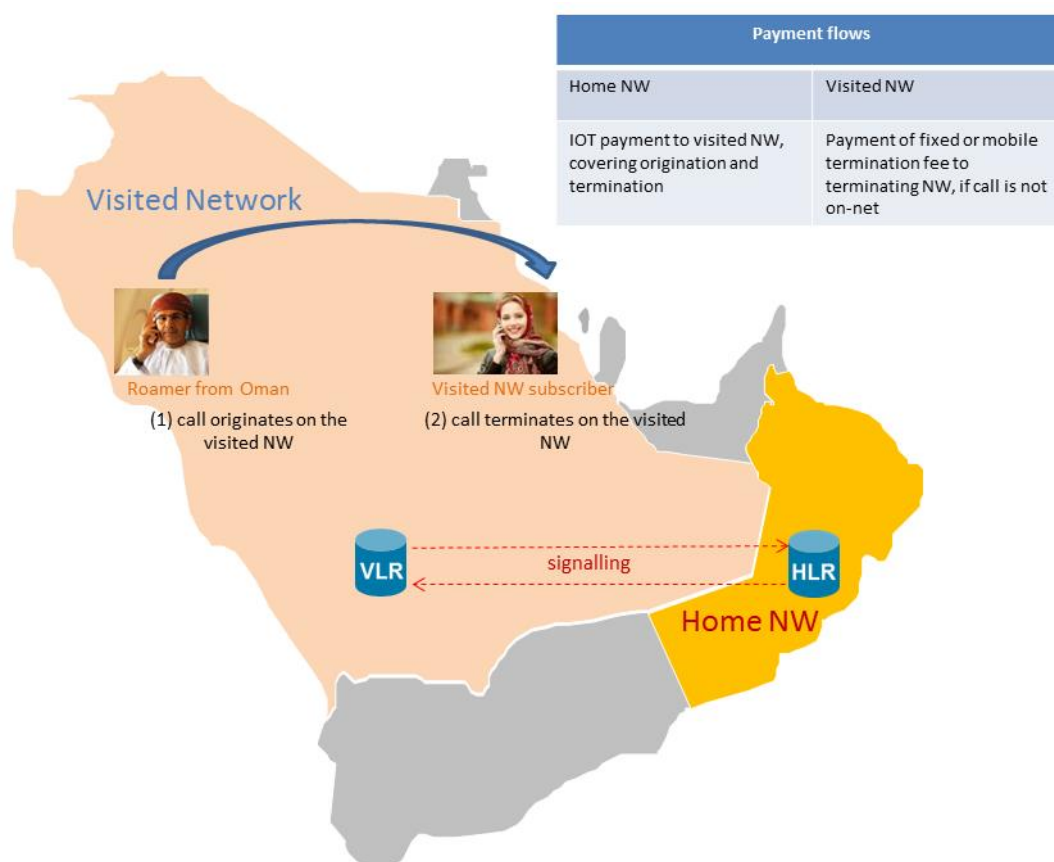 Payment flows
Home NW
Visited NW
IOT payment to visited NW,
covering origination and
termination
Payment of fixed or mobile
termination fee to
terminating NW, if call is not
on-net
Visited Network
Roamer from Oman
(1) call originates on the
visited NW
Visited NW subscriber
(2) call terminates on the visited
NW
VLR
signalling
HLR
Home NW